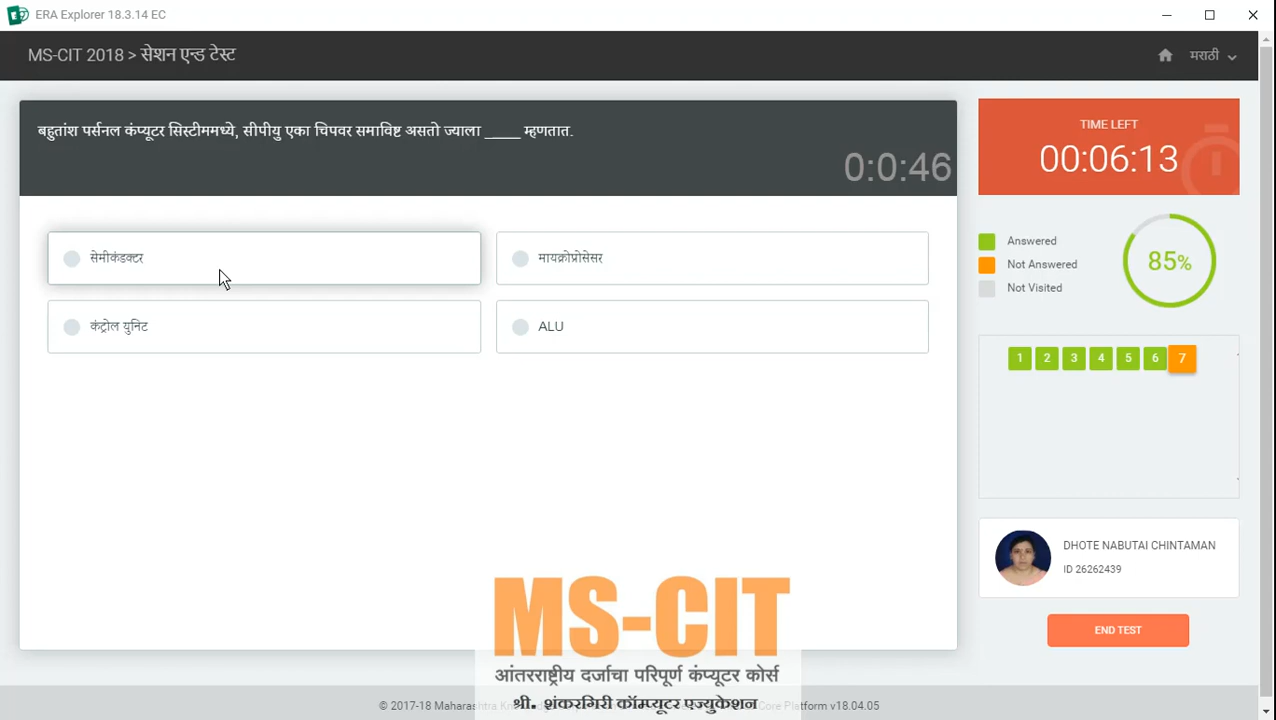 ERA Explorer 18.3.14 EC
MS-CIT 2018 > सेशन एन्ड टेस्ट
मराठी
बहुतांश पर्सनल कंप्यूटर सिस्टीममध्ये, सीपीयु एका चिपवर समाविष्ट असतो ज्याला _____ म्हणतात.
0:0:46
सेमीकंडक्टर
मायक्रोप्रोसेसर
कंट्रोल युनिट
ALU
TIME LEFT
00:06:13
Answered
Not Answered
Not Visited
85%
1 2 3 4 5 6 7
DHOTE NABUTAI CHINTAMAN
ID 26262439
END TEST
MS-CIT
आंतरराष्ट्रीय दर्जाचा परिपूर्ण कंप्यूटर कोर्स
श्री. शंकरगिरी कॉम्प्यूटर एज्युकेशन
© 2017-18 Maharashtra Core Platform v18.04.05